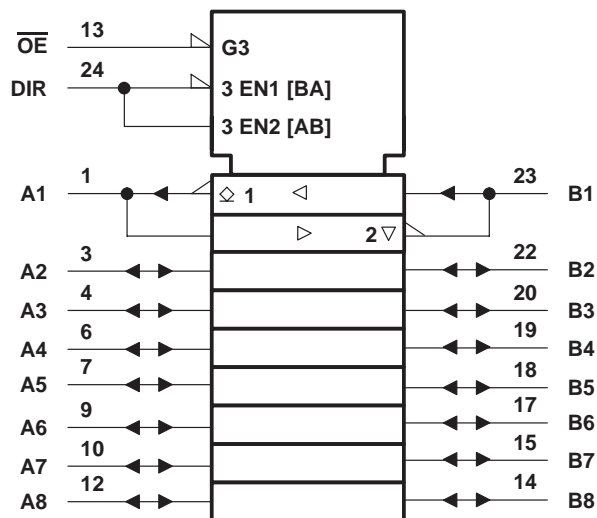 OE 13 G3
DIR 24 3 EN1 [BA]
3 EN2 [AB]
A1 1 1 23 B1
2
A2 3 22 B2
A3 4 20 B3
A4 6 19 B4
A5 7 18 B5
A6 9 17 B6
A7 10 15 B7
A8 12 14 B8